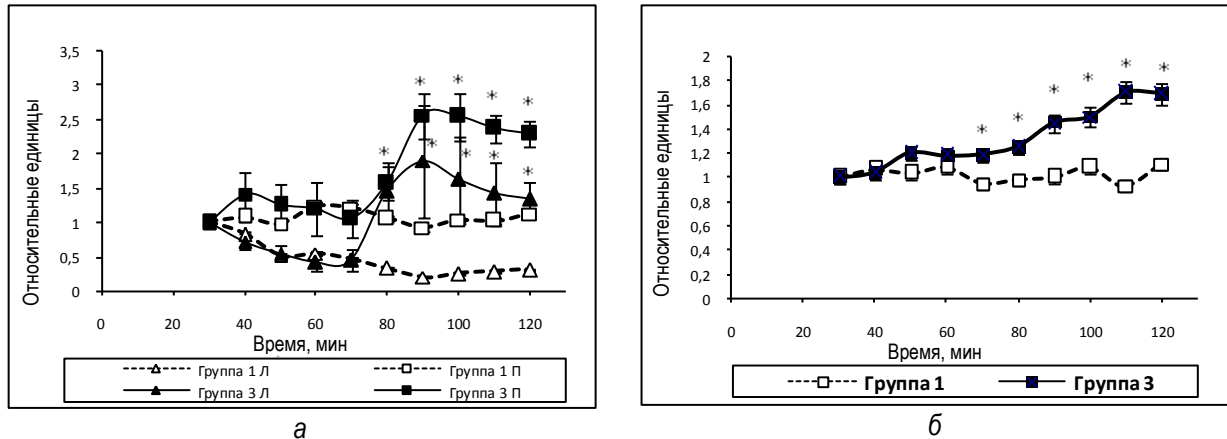 3,5
3
2,5
2
1,5
1
0,5
0
Относительные единицы
0 20 40 60 80 100 120
Время, мин
Группа 1 Л Группа 1 П
Группа 3 Л Группа 3 П
а
2
1,8
1,6
1,4
1,2
1
0,8
0,6
0,4
0,2
0
Относительные единицы
0 20 40 60 80 100 120
Время, мин
Группа 1 Группа 3
б